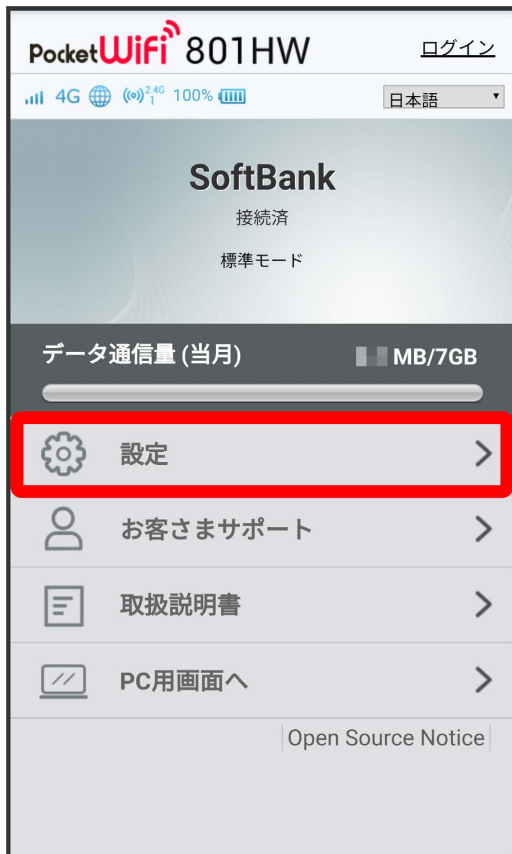 PocketWiFi 801HW ログイン
4G 2.4G 1 100% 日本語
SoftBank
接続済
標準モード
データ通信量 (当月) MB/7GB
設定
お客さまサポート
取扱説明書
PC用画面へ
Open Source Notice